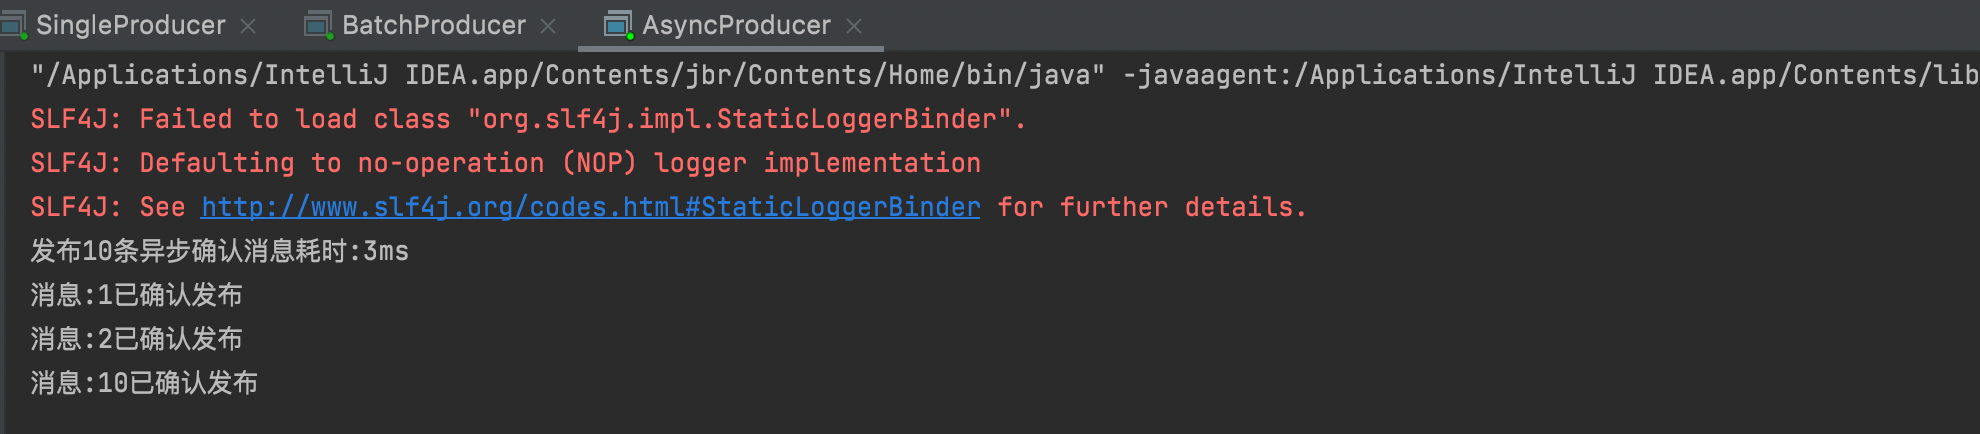 SingleProducer
BatchProducer
AsyncProducer
"/Applications/IntelliJ IDEA.app/Contents/jbr/Contents/Home/bin/java" -javaagent:/Applications/IntelliJ IDEA.app/Contents/lib
SLF4J: Failed to load class "org.slf4j.impl.StaticLoggerBinder".
SLF4J: Defaulting to no-operation (NOP) logger implementation
SLF4J: See http://www.slf4j.org/codes.html#StaticLoggerBinder for further details.
发布10条异步确认消息耗时:3ms
消息:1已确认发布
消息:2已确认发布
消息:10已确认发布